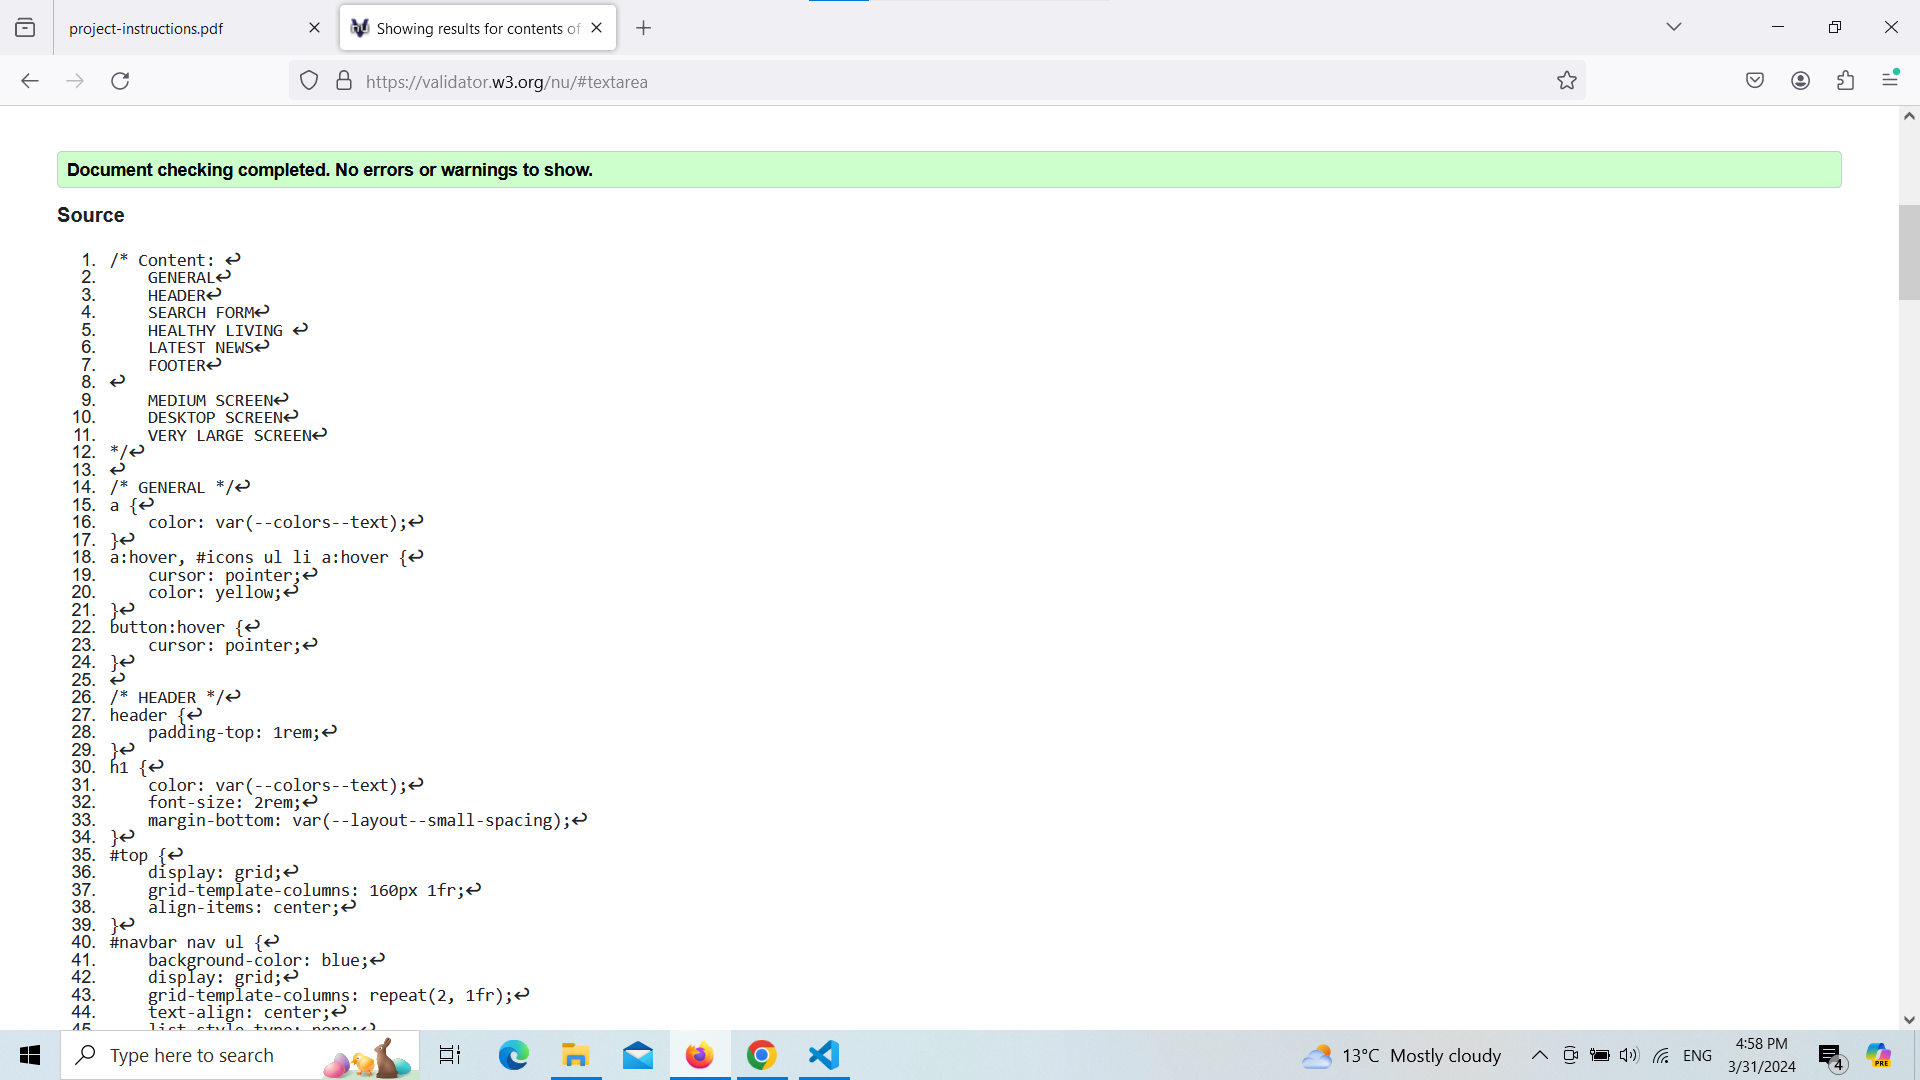 project-instructions.pdf
Showing results for contents of
https://validator.w3.org/nu/#textarea
Document checking completed. No errors or warnings to show.
Source
1. /* Content: ↩
2.     GENERAL↩
3.     HEADER↩
4.     SEARCH FORM↩
5.     HEALTHY LIVING ↩
6.     LATEST NEWS↩
7.     FOOTER↩
8. ↩
9.     MEDIUM SCREEN↩
10.     DESKTOP SCREEN↩
11.     VERY LARGE SCREEN↩
12. */↩
13. ↩
14. /* GENERAL */↩
15. a {↩
16.     color: var(--colors--text);↩
17. }↩
18. a:hover, #icons ul li a:hover {↩
19.     cursor: pointer;↩
20.     color: yellow;↩
21. }↩
22. button:hover {↩
23.     cursor: pointer;↩
24. }↩
25. ↩
26. /* HEADER */↩
27. header {↩
28.     padding-top: 1rem;↩
29. }↩
30. h1 {↩
31.     color: var(--colors--text);↩
32.     font-size: 2rem;↩
33.     margin-bottom: var(--layout--small-spacing);↩
34. }↩
35. #top {↩
36.     display: grid;↩
37.     grid-template-columns: 160px 1fr;↩
38.     align-items: center;↩
39. }↩
40. #navbar nav ul {↩
41.     background-color: blue;↩
42.     display: grid;↩
43.     grid-template-columns: repeat(2, 1fr);↩
44.     text-align: center;↩
45.     list-style-type: none;↩
Type here to search
13°C Mostly cloudy
ENG
4:58 PM
3/31/2024
4
PRE